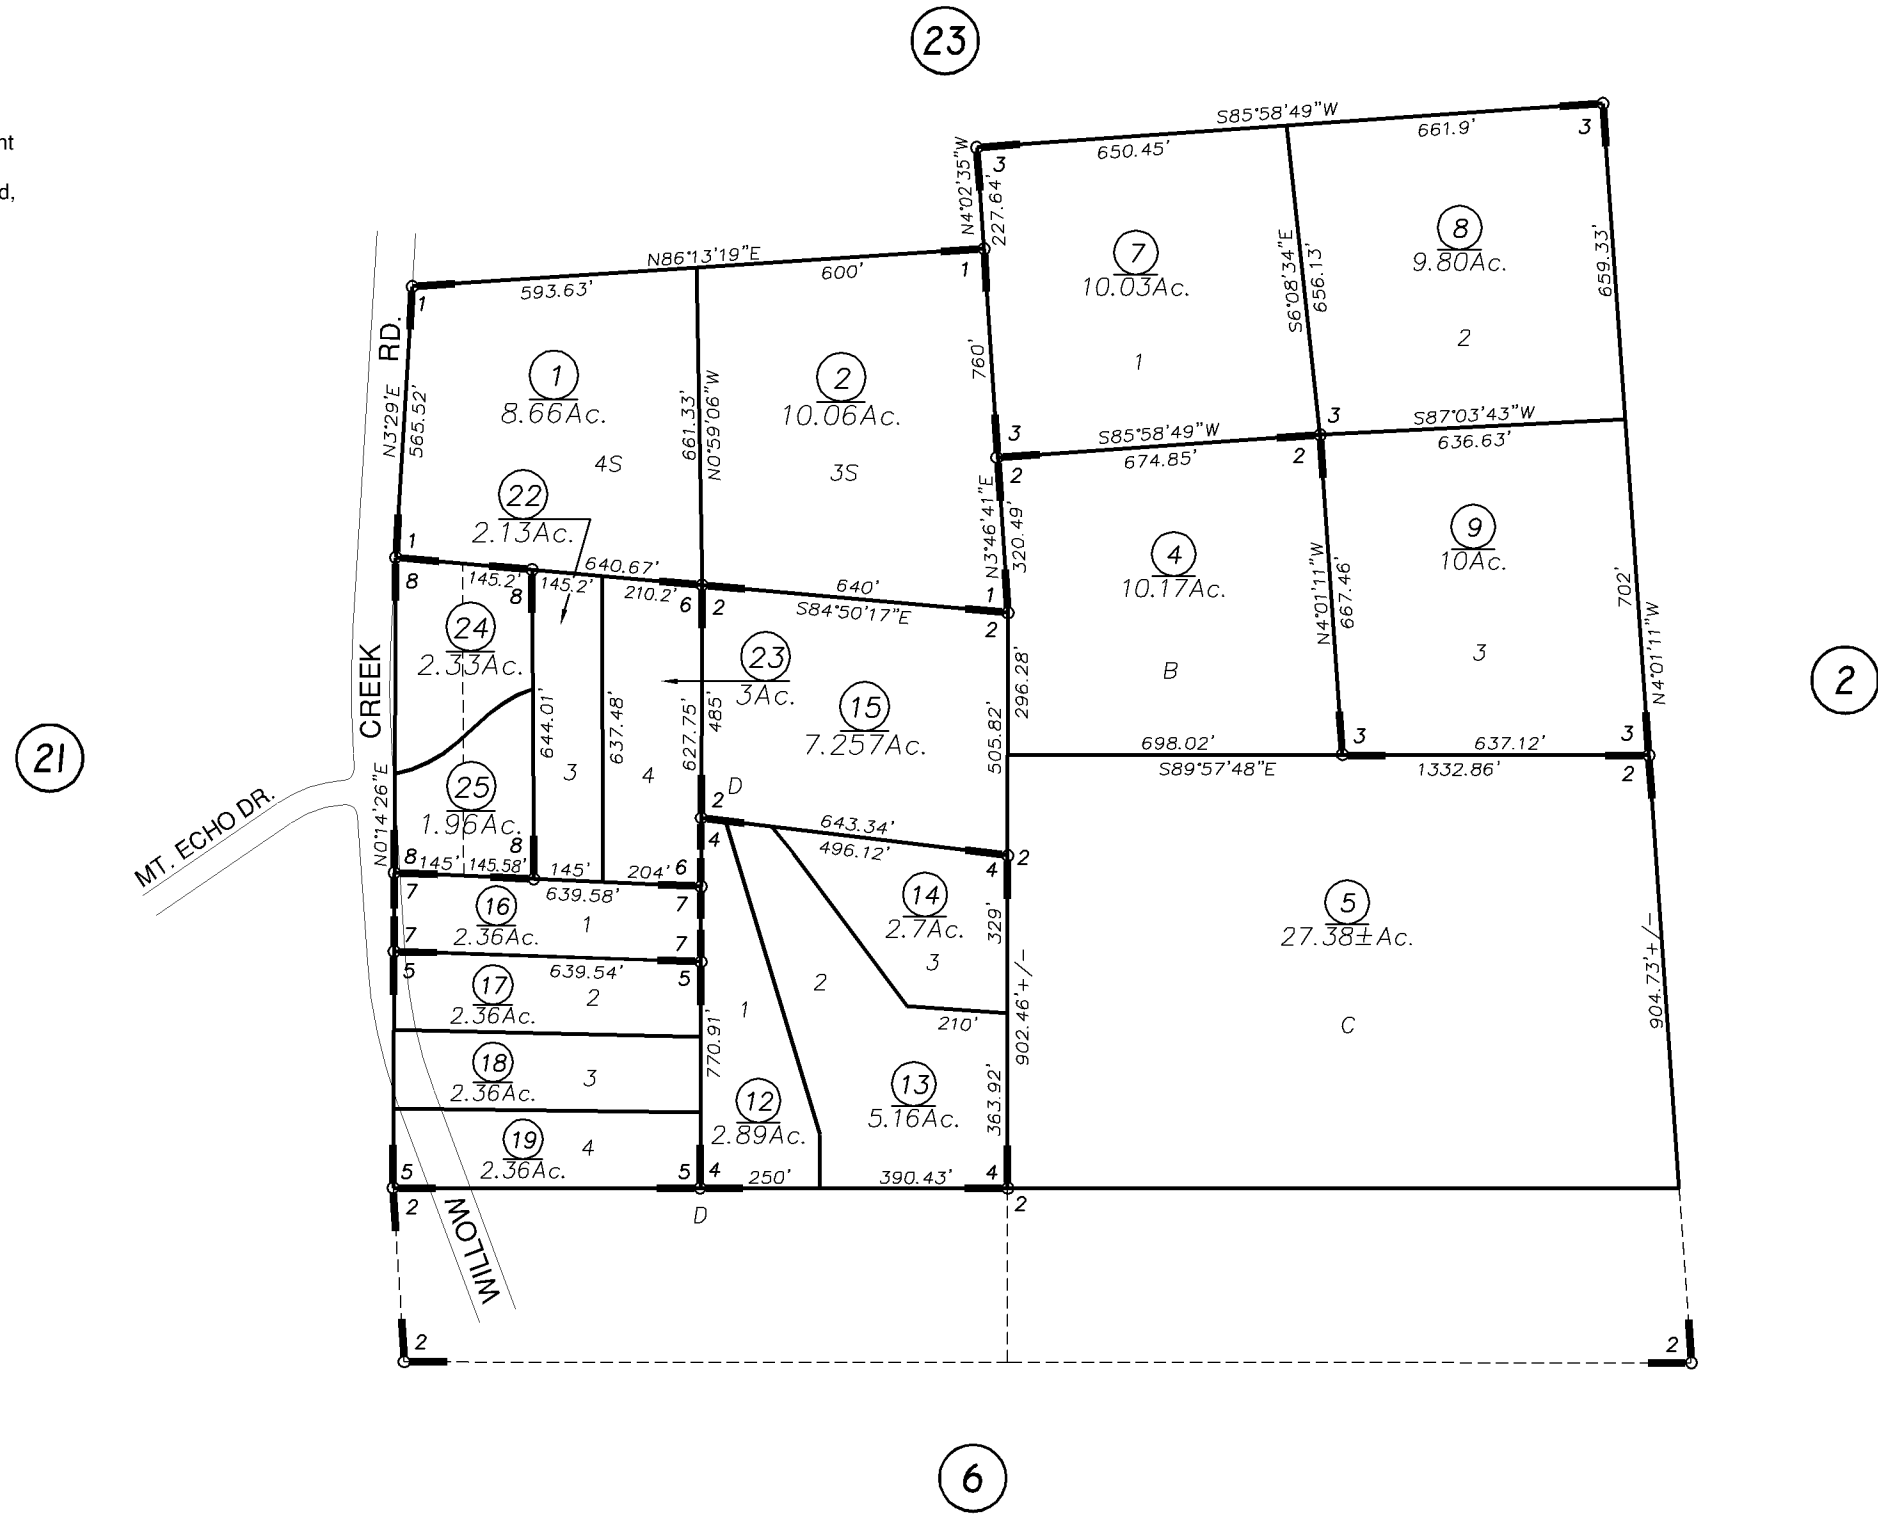 23
nt
d,
S85°58'49"W
661.9'
3
650.45'
3
N4°02'35"W
227.64'
N86°13'19"E
600'
1
593.63'
1
7
10.03Ac.
1
S6°08'34"E
656.13'
8
9.80Ac.
2
659.33'
RD.
N3°29'E
565.52'
1
8.66Ac.
4S
661.33'
N0°59'06"W
2
10.06Ac.
3S
760'
3
S85°58'49"W
674.85'
2
3
2
S87°03'43"W
636.63'
22
2.13Ac.
1
8
145.2'
8
145.2'
640.67'
210.2'
6
2
640'
S84°50'17"E
1
2
N3°46'41"E
320.49'
4
10.17Ac.
B
N4°01'11"W
667.46'
9
10Ac.
3
702'
N4°01'11"W
24
2.33Ac.
CREEK
23
3Ac.
15
7.257Ac.
296.28'
505.82'
644.01'
637.48'
627.75'
485'
2
21
698.02'
S89°57'48"E
3
637.12'
1332.86'
3
2
MT. ECHO DR.
N0°14'26"E
25
1.96Ac.
3
4
2
D
4
643.34'
496.12'
2
4
8
145'
145.58'
8
145'
204'
6
7
639.58'
7
16
2.36Ac.
1
7
7
5
639.54'
5
17
2.36Ac.
2
18
2.36Ac.
3
19
2.36Ac.
4
770.91'
1
2
14
2.7Ac.
3
329'
210'
902.46'+/-
5
27.38±Ac.
C
904.73'+/-
12
2.89Ac.
13
5.16Ac.
363.92'
5
2
5
4
250'
390.43'
4
2
D
WILLOW
2
2
6